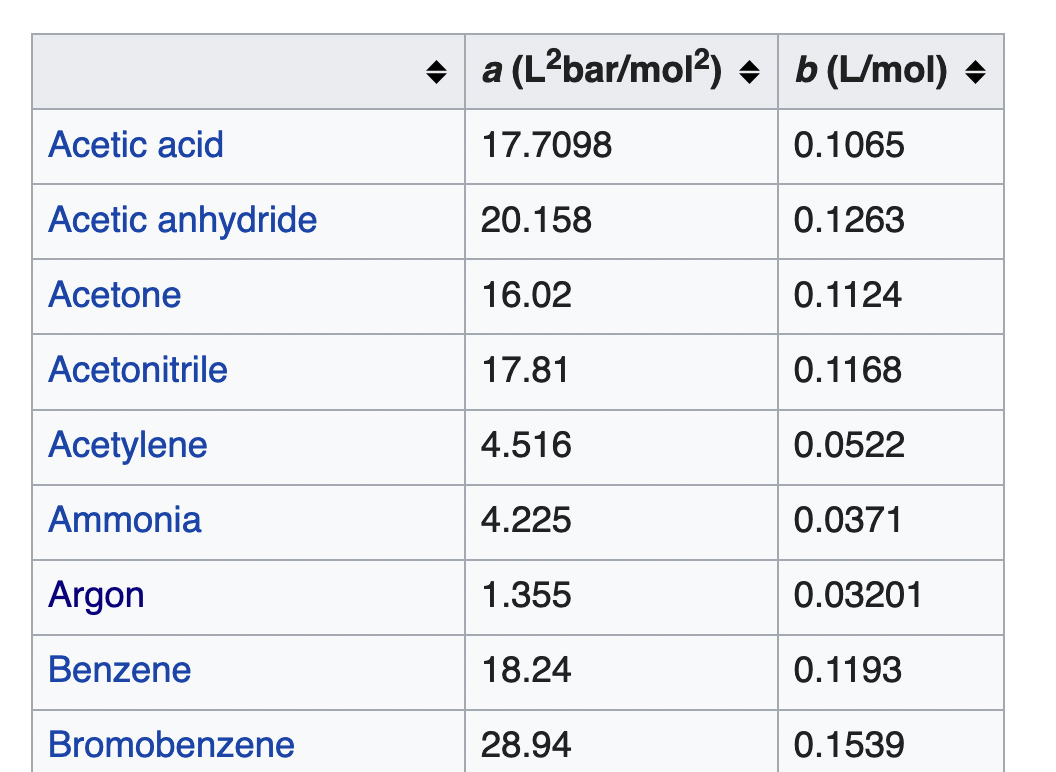 a (L²bar/mol²) b (L/mol)
Acetic acid 17.7098 0.1065
Acetic anhydride 20.158 0.1263
Acetone 16.02 0.1124
Acetonitrile 17.81 0.1168
Acetylene 4.516 0.0522
Ammonia 4.225 0.0371
Argon 1.355 0.03201
Benzene 18.24 0.1193
Bromobenzene 28.94 0.1539